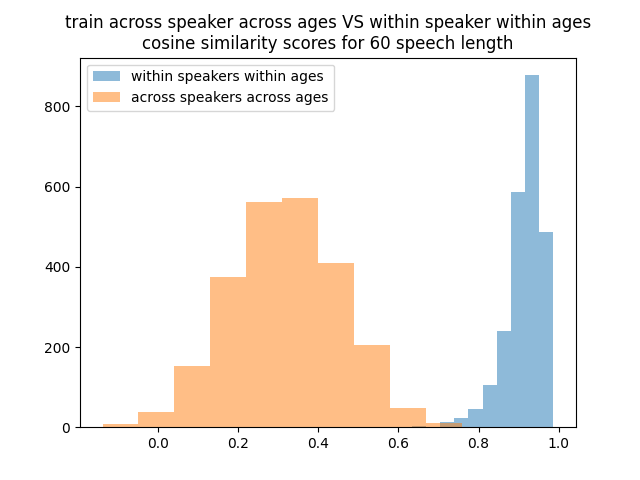 train across speaker across ages VS within speaker within ages
cosine similarity scores for 60 speech length
within speakers within ages
across speakers across ages
800
600
400
200
0
0.0 0.2 0.4 0.6 0.8 1.0